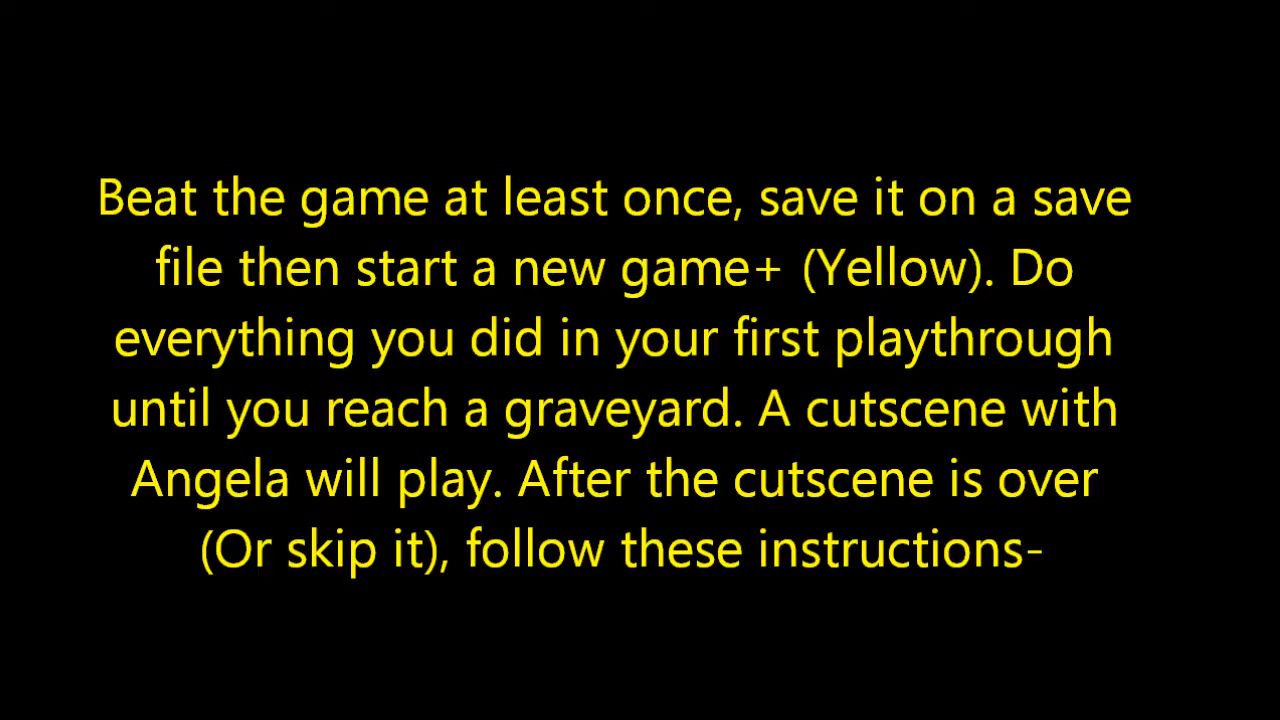 Beat the game at least once, save it on a save
file then start a new game+ (Yellow). Do
everything you did in your first playthrough
until you reach a graveyard. A cutscene with
Angela will play. After the cutscene is over
(Or skip it), follow these instructions-